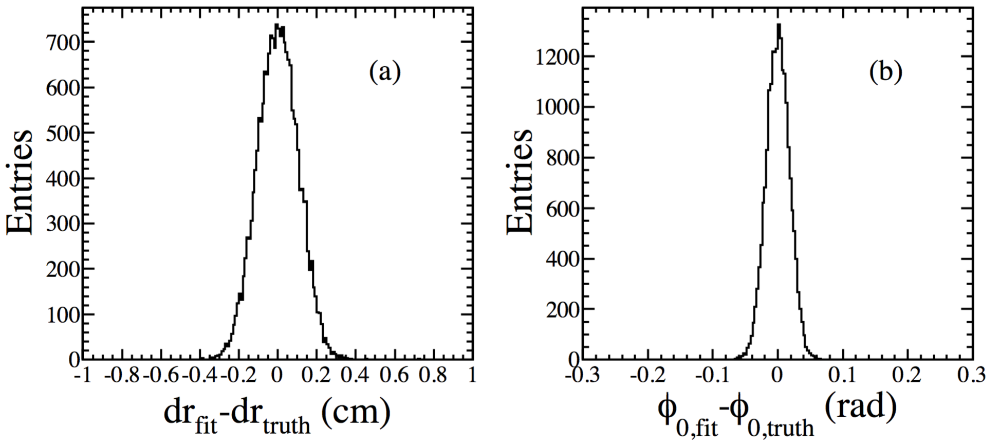 Entries
700
600
500
400
300
200
100
0
(a)
-1 -0.8 -0.6 -0.4 -0.2 0 0.2 0.4 0.6 0.8 1
dr_fit-dr_truth (cm)
Entries
1200
1000
800
600
400
200
0
(b)
-0.3 -0.2 -0.1 0 0.1 0.2 0.3
ϕ_0,fit-ϕ_0,truth (rad)